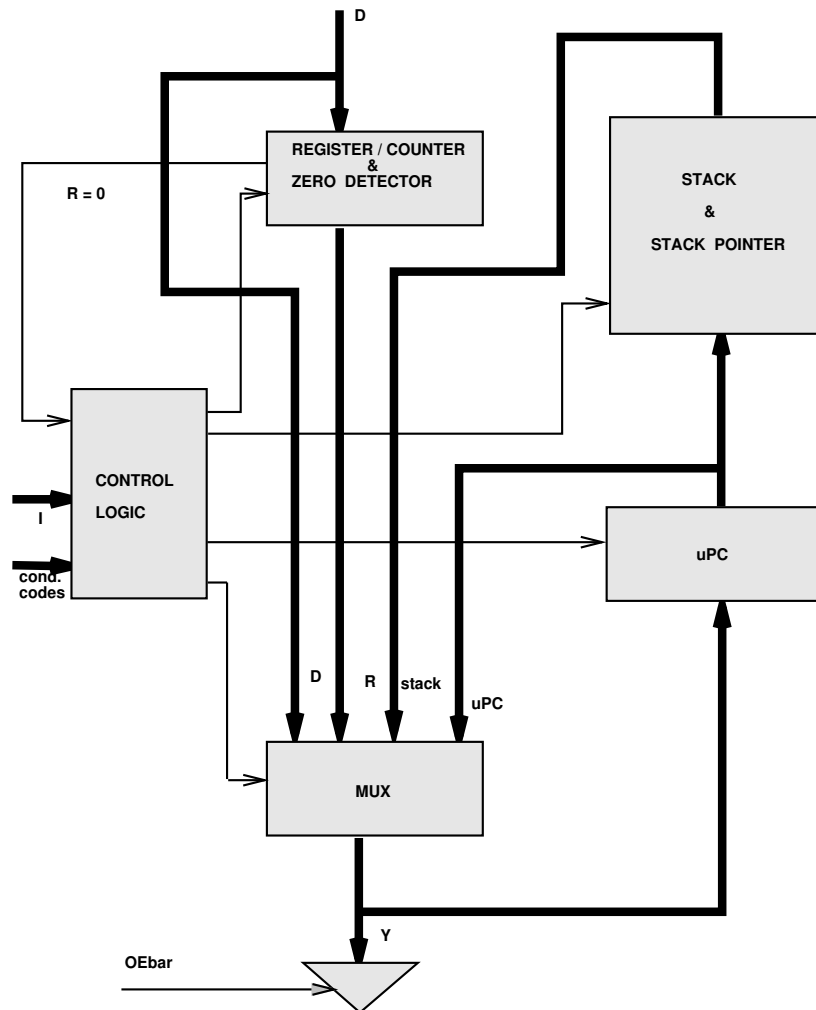 D
REGISTER / COUNTER
&
ZERO DETECTOR
R = 0
STACK
&
STACK POINTER
CONTROL
LOGIC
I
cond.
codes
uPC
D
R
stack
uPC
MUX
Y
OEbar